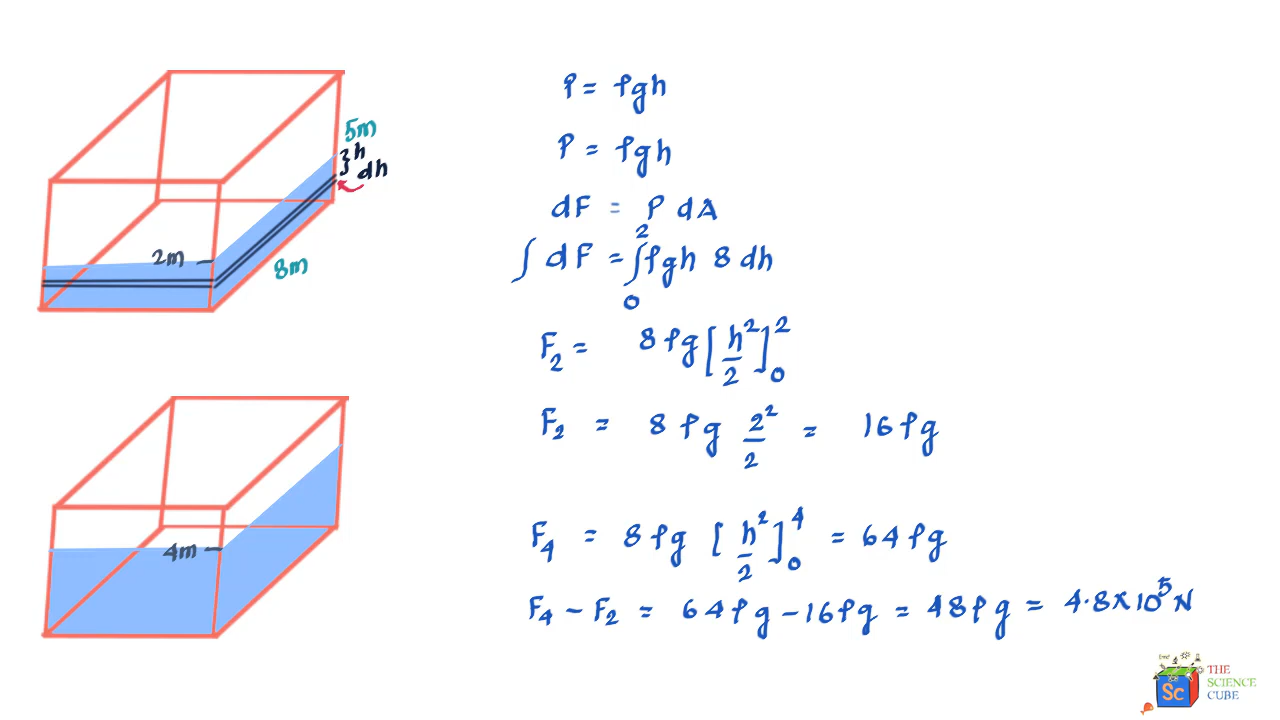 5m
h
dh
2m
8m
4m
P = ρgh
P = ρgh
dF = P dA
∫ dF = ∫₀² ρgh 8 dh
F₂ = 8ρg [h²/2]₀²
F₂ = 8ρg 2²/2 = 16ρg
F₄ = 8ρg [h²/2]₀⁴ = 64ρg
F₄ − F₂ = 64ρg − 16ρg = 48ρg = 4.8×10⁵ N
Sc
THE
SCIENCE
CUBE